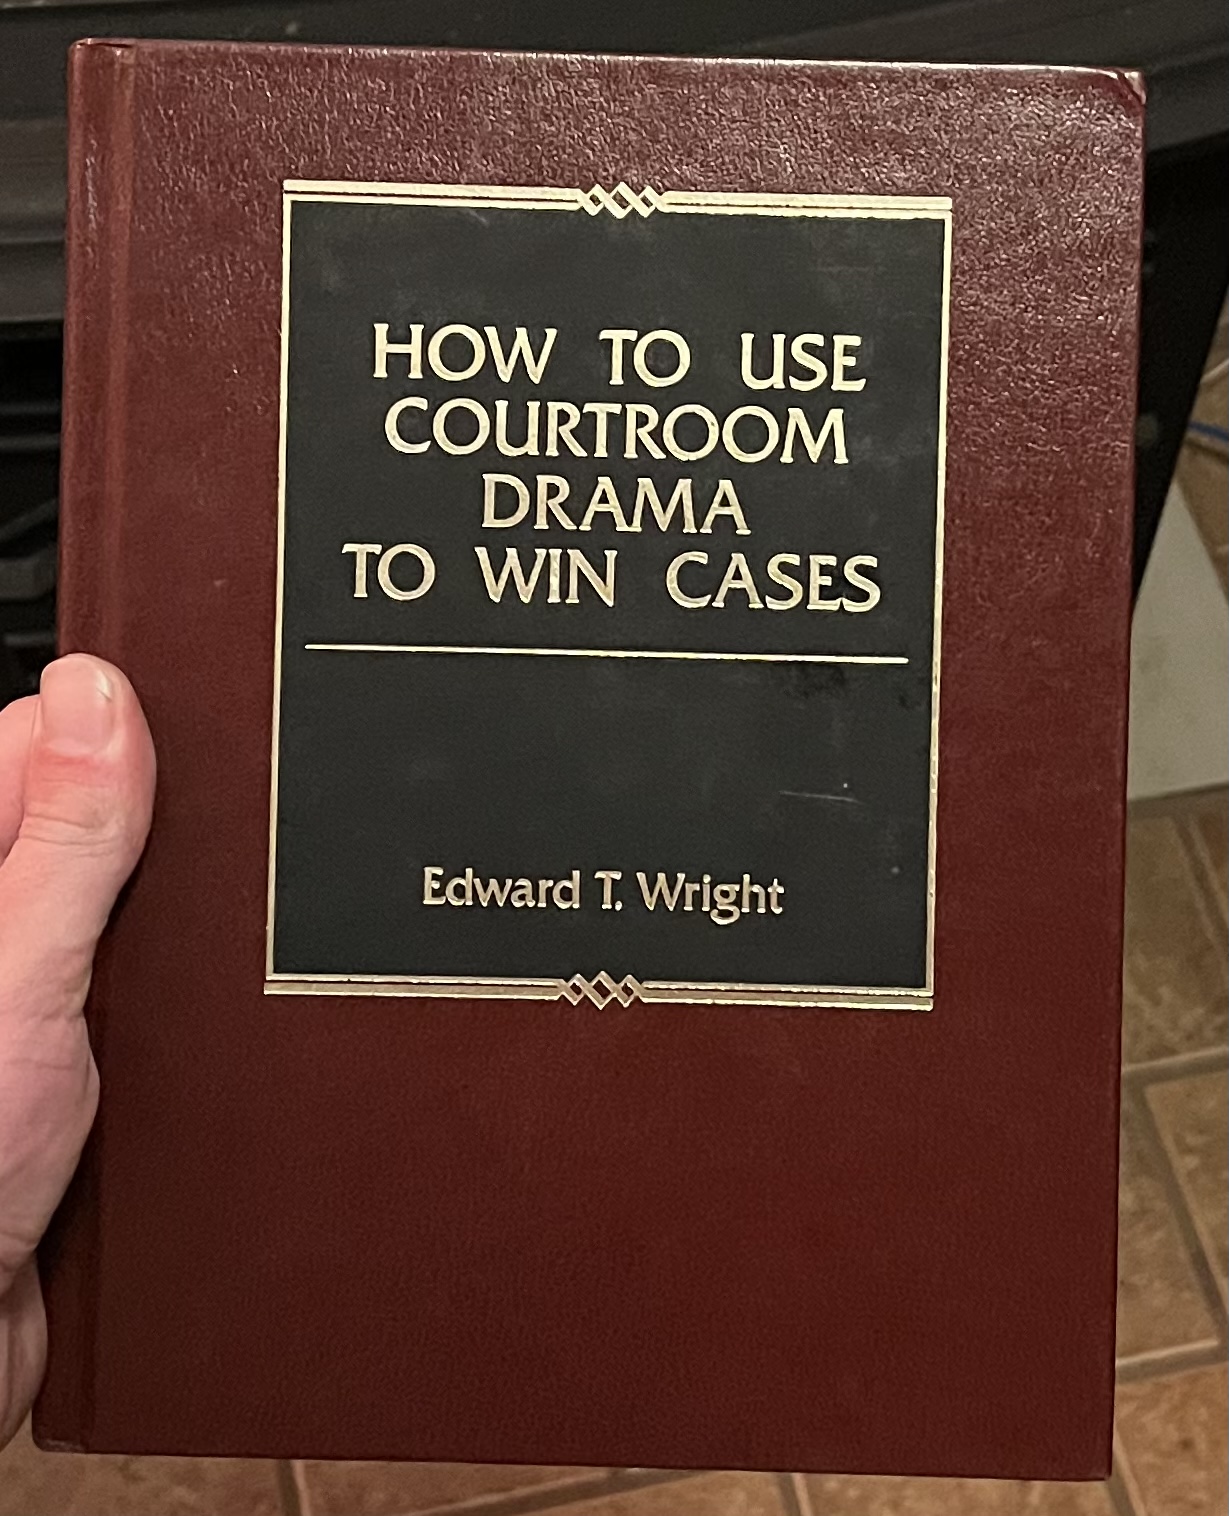 HOW TO USE
COURTROOM
DRAMA
TO WIN CASES
Edward T. Wright